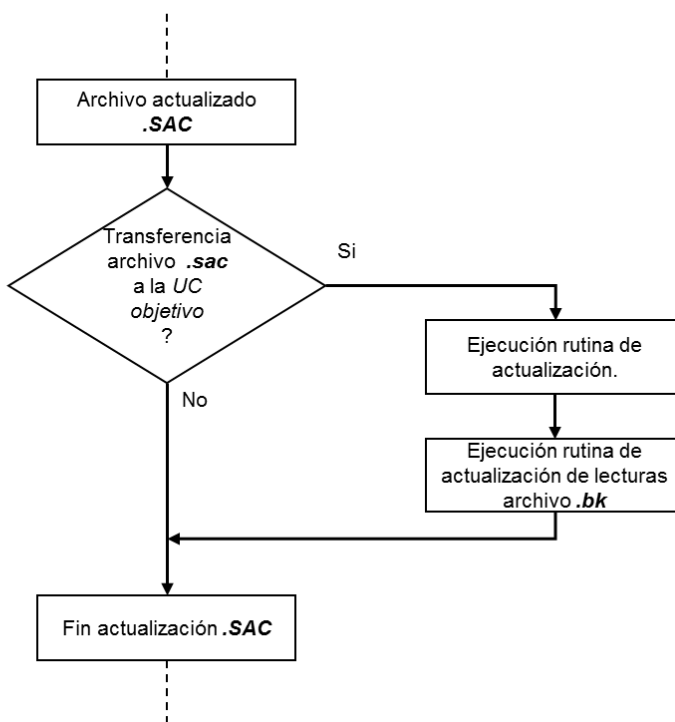 Archivo actualizado
.SAC
Transferencia
archivo .sac
a la UC
objetivo
?
Si
No
Ejecución rutina de
actualización.
Ejecución rutina de
actualización de lecturas
archivo .bk
Fin actualización .SAC